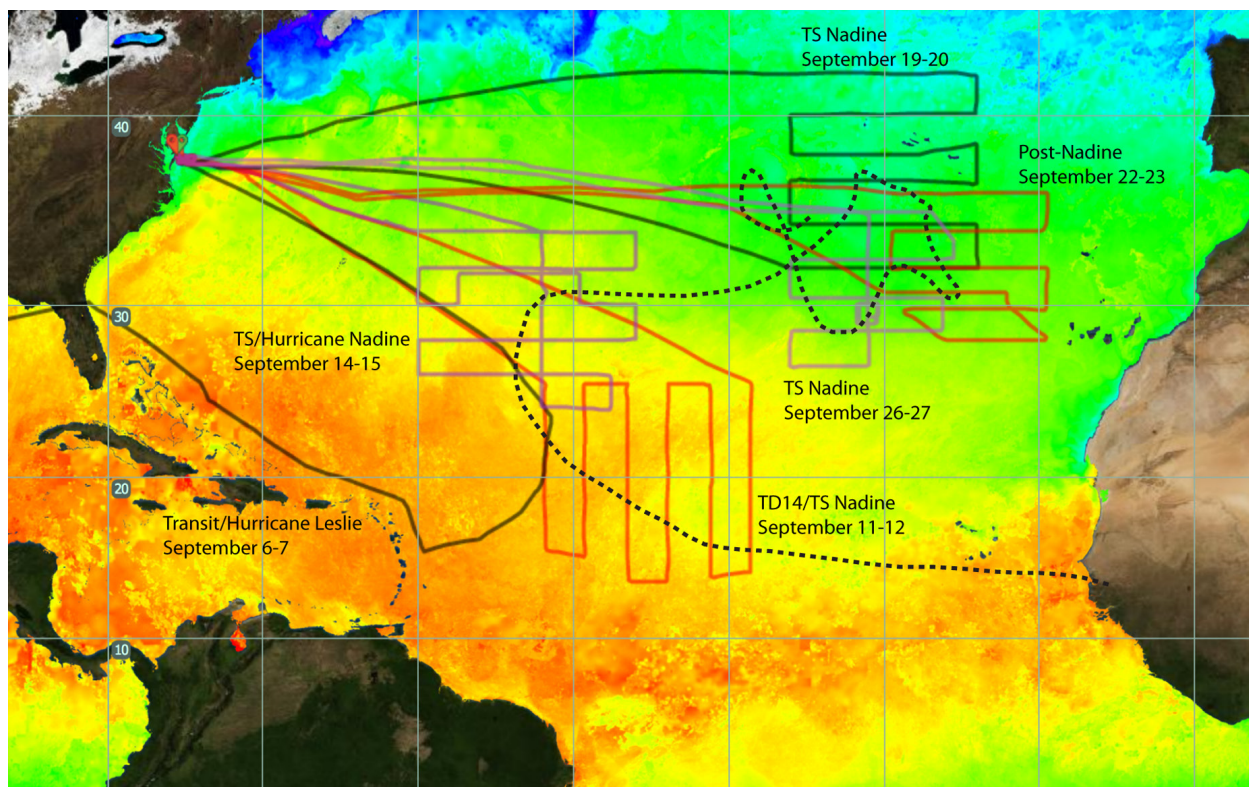 TS Nadine
September 19-20
40
Post-Nadine
September 22-23
30
TS/Hurricane Nadine
September 14-15
TS Nadine
September 26-27
20
TD14/TS Nadine
September 11-12
Transit/Hurricane Leslie
September 6-7
10